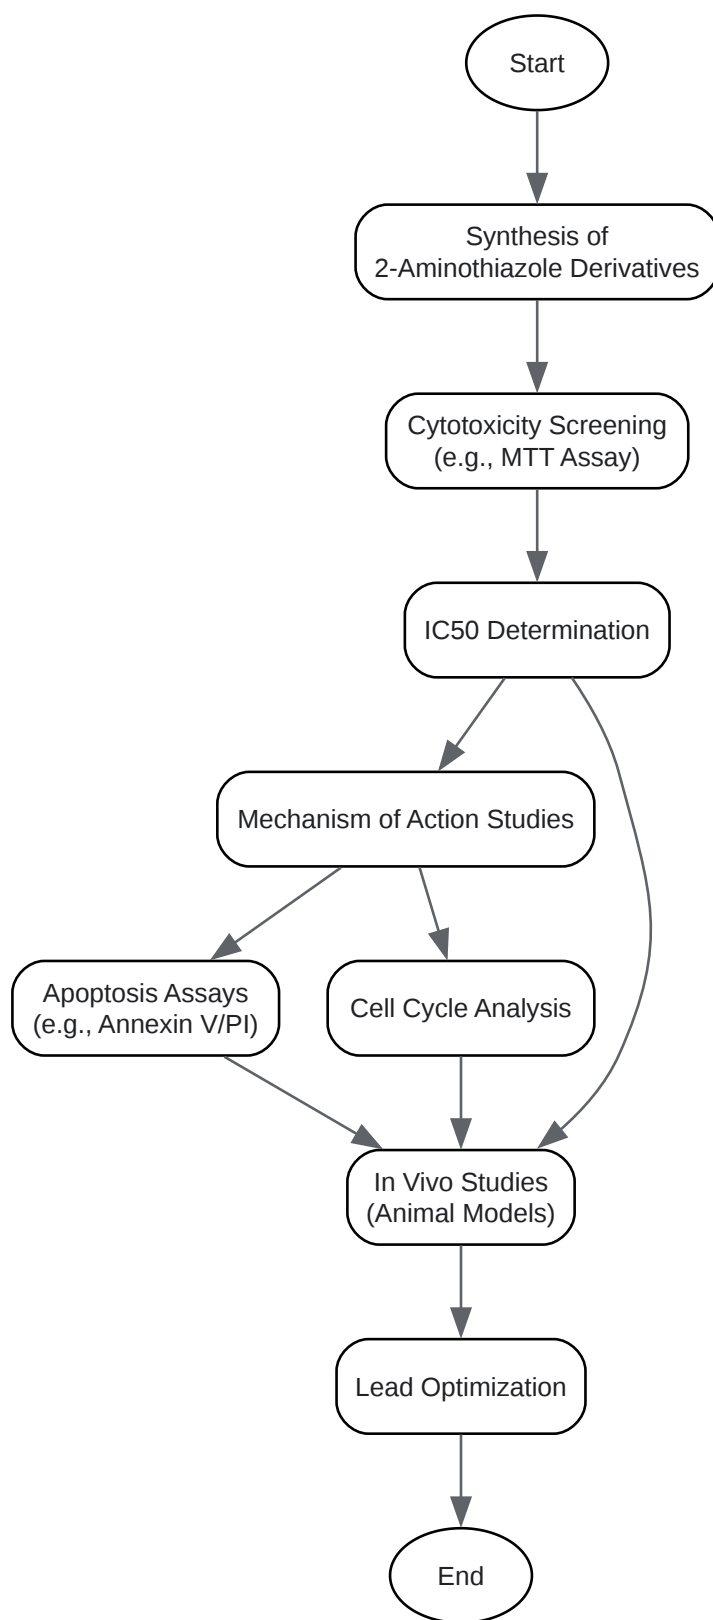 Start
Synthesis of
2-Aminothiazole Derivatives
Cytotoxicity Screening
(e.g., MTT Assay)
IC50 Determination
Mechanism of Action Studies
Apoptosis Assays
(e.g., Annexin V/PI)
Cell Cycle Analysis
In Vivo Studies
(Animal Models)
Lead Optimization
End